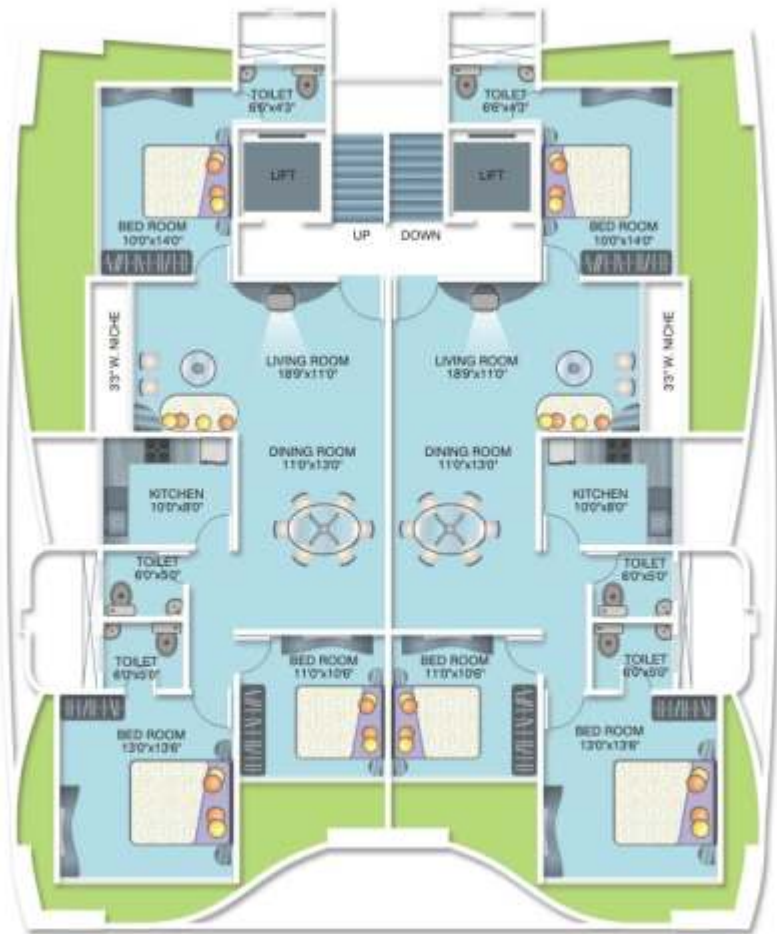 TOILET
6'6"x4'3"
TOILET
6'6"x4'3"
LIFT
LIFT
BED ROOM
10'0"x14'0"
UP
DOWN
BED ROOM
10'0"x14'0"
3'3" W. NICHE
LIVING ROOM
18'9"x11'0"
LIVING ROOM
18'9"x11'0"
3'3" W. NICHE
DINING ROOM
11'0"x13'0"
DINING ROOM
11'0"x13'0"
KITCHEN
10'0"x8'0"
KITCHEN
10'0"x8'0"
TOILET
6'0"x5'0"
TOILET
6'0"x5'0"
TOILET
6'0"x5'0"
BED ROOM
11'0"x10'6"
BED ROOM
11'0"x10'6"
TOILET
6'0"x5'0"
BED ROOM
13'0"x13'6"
BED ROOM
13'0"x13'6"